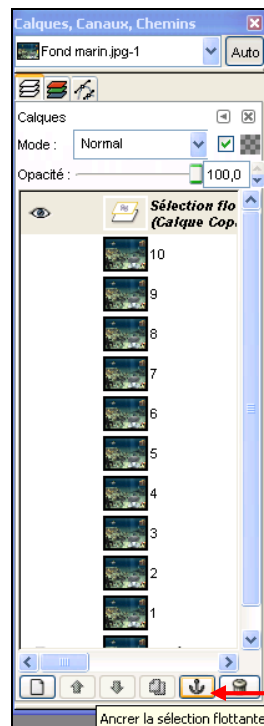 Calques, Canaux, Chemins
Fond marin.jpg-1
Auto
Calques
Mode : Normal
Opacité : 100,0
Sélection flo
(Calque Cop
10
9
8
7
6
5
4
3
2
1
Ancrer la sélection flottante